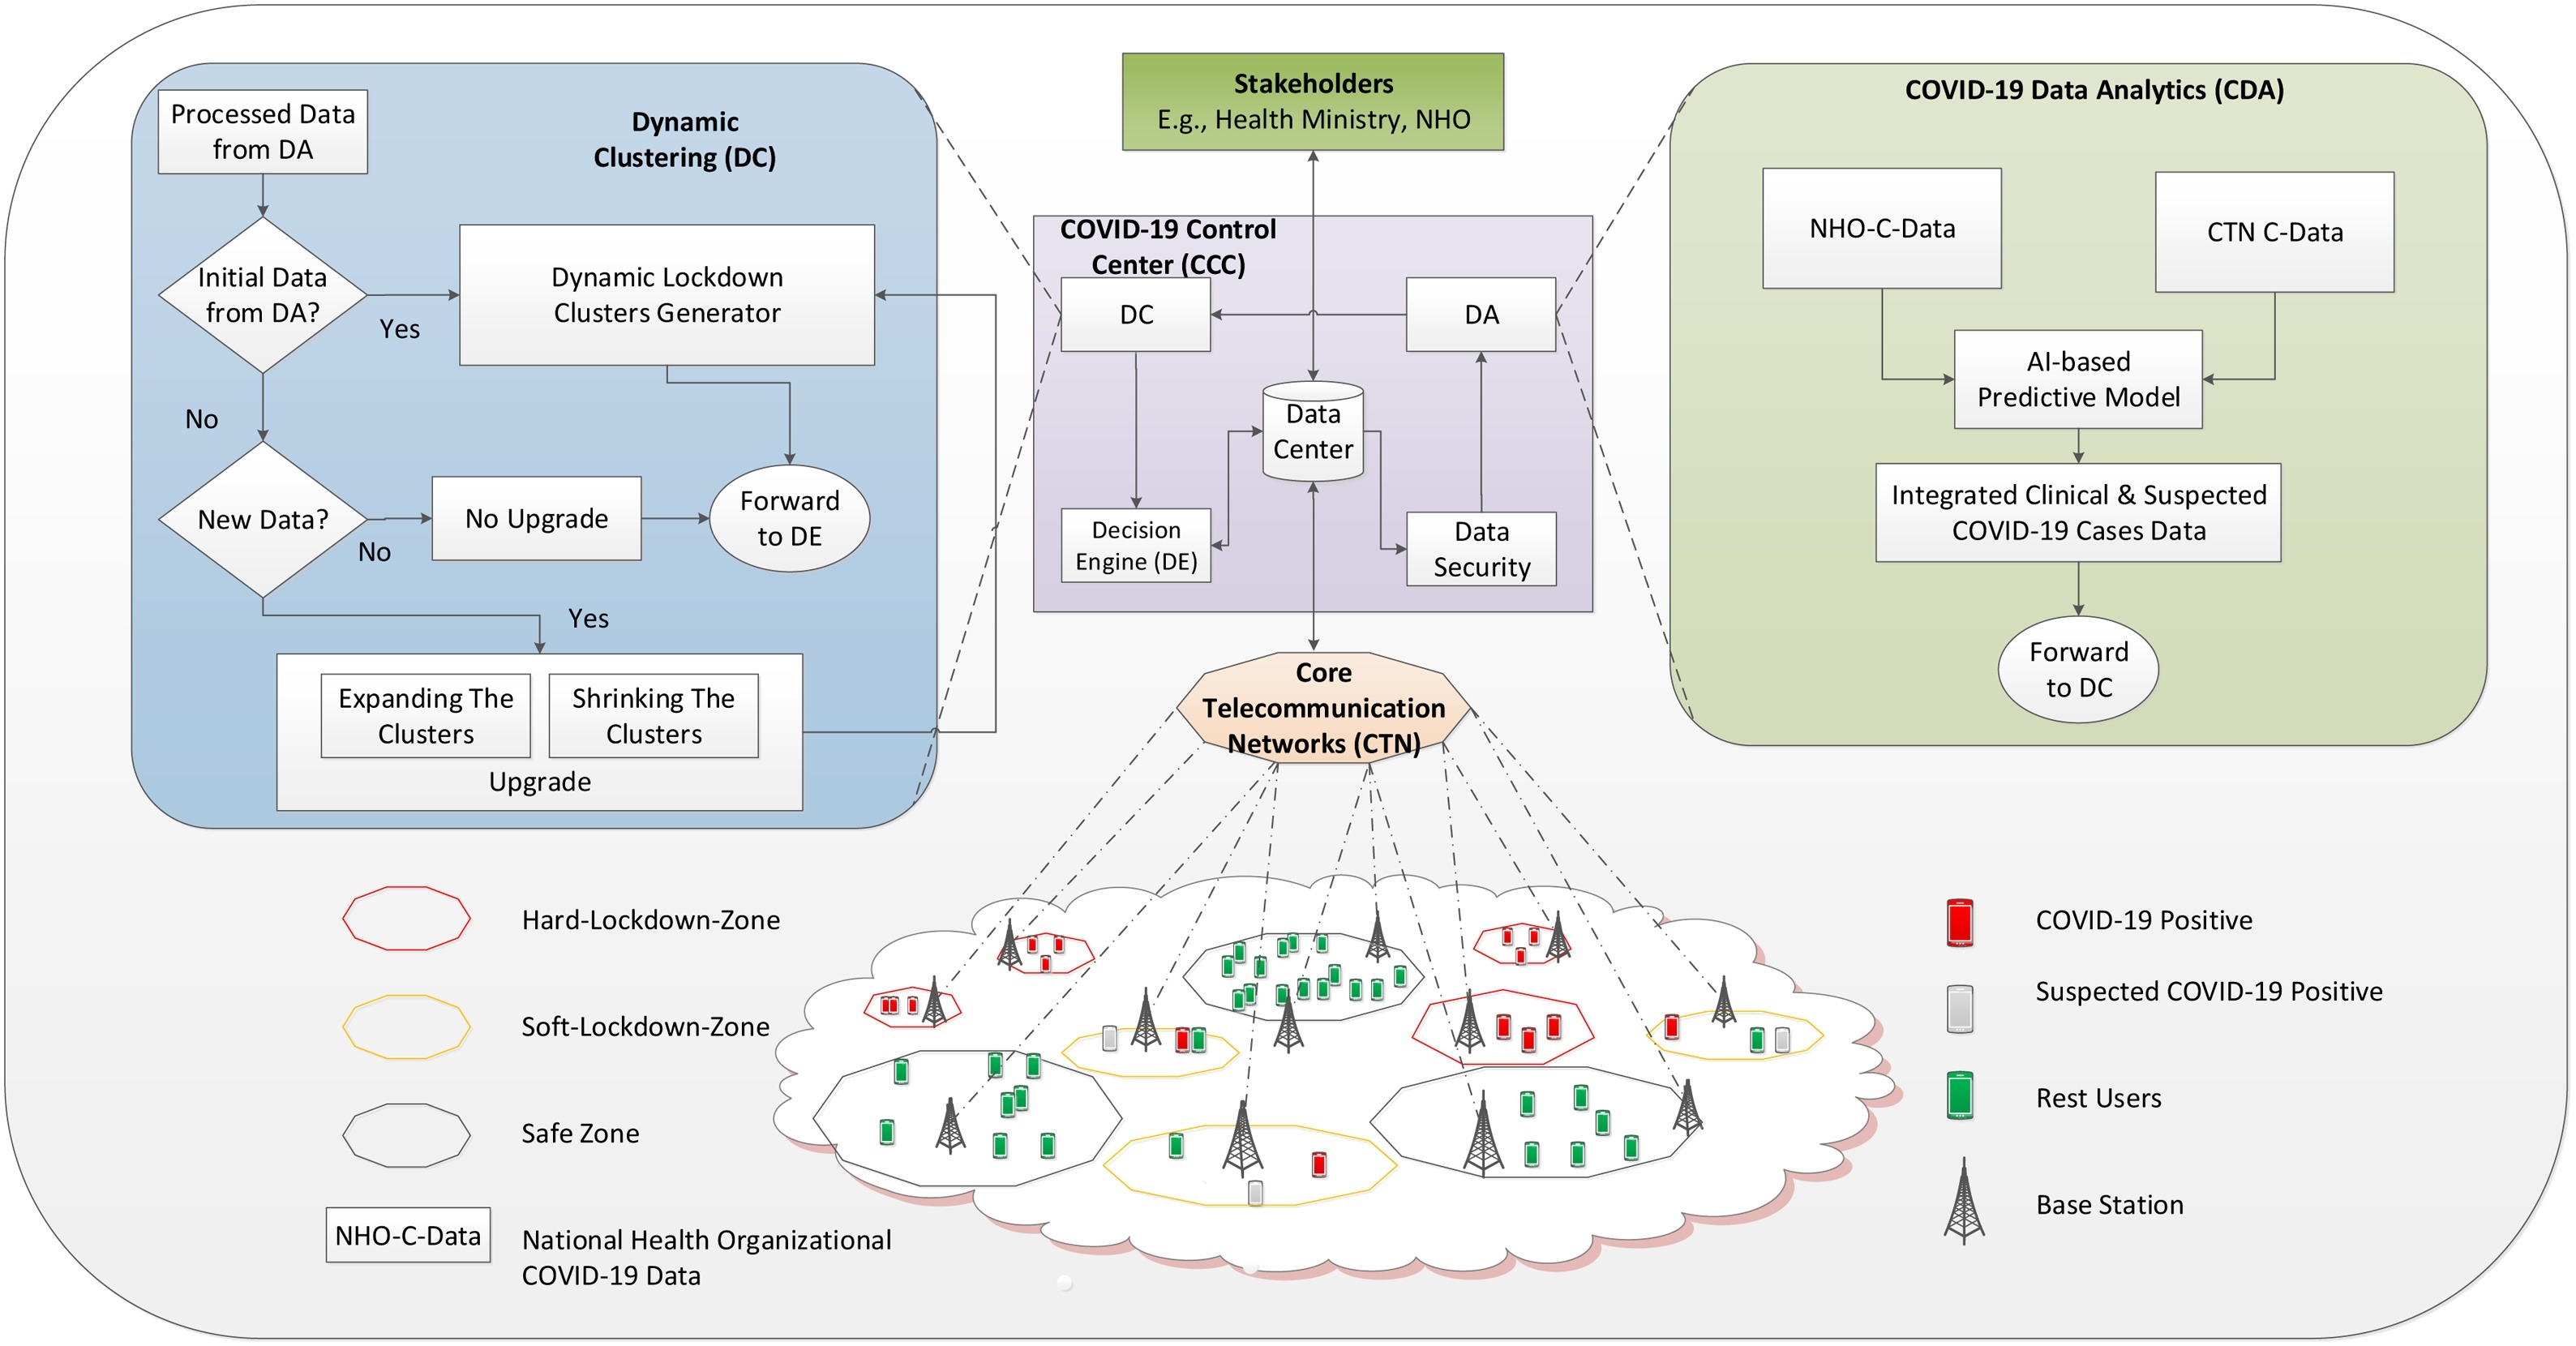 Processed Data
from DA
Dynamic
Clustering (DC)
Initial Data
from DA?
Yes
Dynamic Lockdown
Clusters Generator
No
New Data?
No
No Upgrade
Forward
to DE
Yes
Expanding The
Clusters
Shrinking The
Clusters
Upgrade
Stakeholders
E.g., Health Ministry, NHO
COVID-19 Control
Center (CCC)
DC
DA
Data
Center
Decision
Engine (DE)
Data
Security
Core
Telecommunication
Networks (CTN)
COVID-19 Data Analytics (CDA)
NHO-C-Data
CTN C-Data
AI-based
Predictive Model
Integrated Clinical & Suspected
COVID-19 Cases Data
Forward
to DC
Hard-Lockdown-Zone
Soft-Lockdown-Zone
Safe Zone
NHO-C-Data
National Health Organizational
COVID-19 Data
COVID-19 Positive
Suspected COVID-19 Positive
Rest Users
Base Station